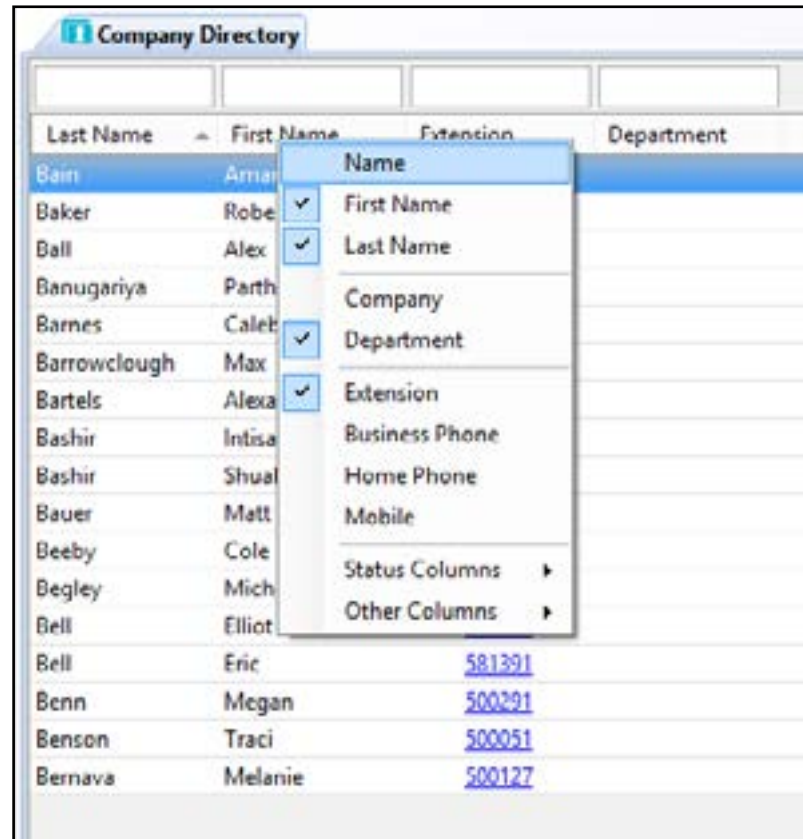 Company Directory
Last Name First Name Extension Department
Bain
Baker
Ball Alex
Banugariya
Barnes
Barrowclough Max
Bartels
Bashir
Bashir
Bauer Matt
Beeby Cole
Begley
Bell Elliot
Bell Eric 581391
Benn Megan 500291
Benson Traci 500051
Bernava Melanie 500127
Name
First Name
Last Name
Company
Department
Extension
Business Phone
Home Phone
Mobile
Status Columns
Other Columns